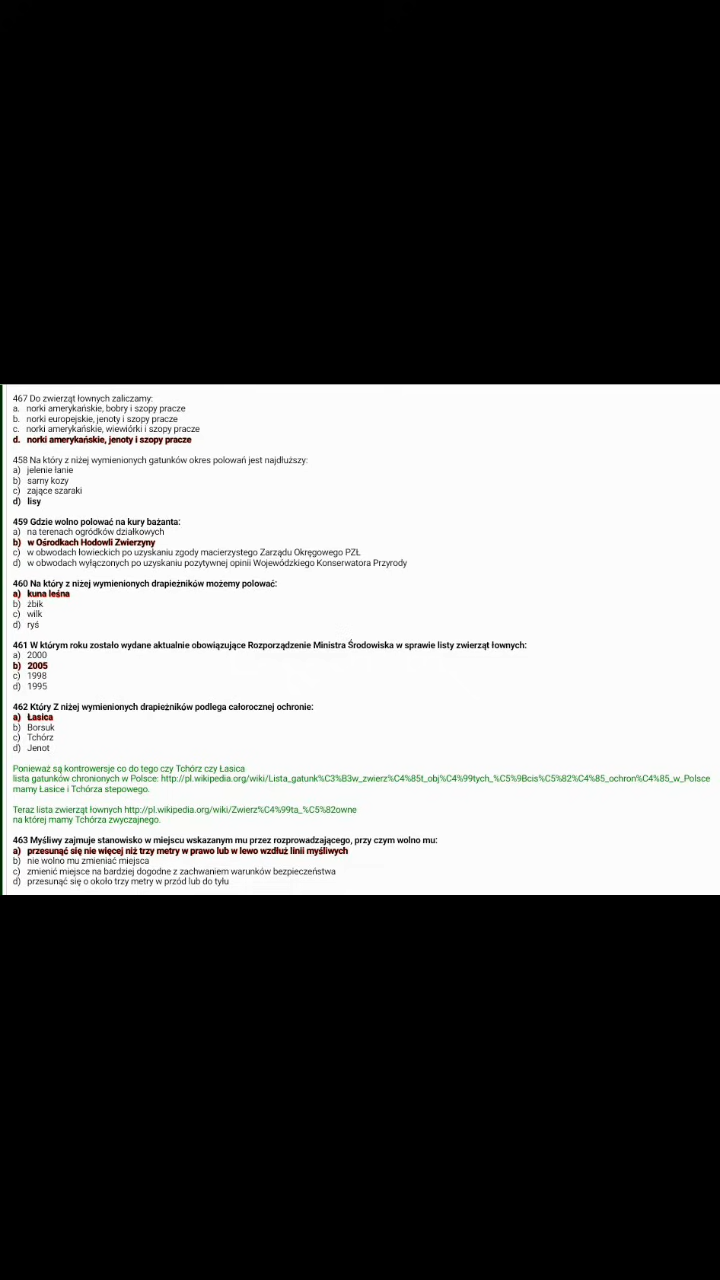 467 Do zwierząt łownych zaliczamy:
a. norki amerykańskie, bobry i szopy pracze
b. norki europejskie, jenoty i szopy pracze
c. norki amerykańskie, wiewiórki i szopy pracze
d. norki amerykańskie, jenoty i szopy pracze
458 Na który z niżej wymienionych gatunków okres polowań jest najdłuższy:
a) jelenie łanie
b) sarny kozy
c) zające szaraki
d) lisy
459 Gdzie wolno polować na kury bażanta:
a) na terenach ogródków działkowych
b) w Ośrodkach Hodowli Zwierzyny
c) w obwodach łowieckich po uzyskaniu zgody macierzystego Zarządu Okręgowego PZŁ
d) w obwodach wyłączonych po uzyskaniu pozytywnej opinii Wojewódzkiego Konserwatora Przyrody
460 Na który z niżej wymienionych drapieżników możemy polować:
a) kuna leśna
b) żbik
c) wilk
d) ryś
461 W którym roku zostało wydane aktualnie obowiązujące Rozporządzenie Ministra Środowiska w sprawie listy zwierząt łownych:
a) 2000
b) 2005
c) 1998
d) 1995
462 Który Z niżej wymienionych drapieżników podlega całorocznej ochronie:
a) Łasica
b) Borsuk
c) Tchórz
d) Jenot
Ponieważ są kontrowersje co do tego czy Tchórz czy Łasica
lista gatunków chronionych w Polsce: http://pl.wikipedia.org/wiki/Lista_gatunk%C3%B3w_zwierz%C4%85t_obj%C4%99tych_%C5%9Bcis%C5%82%C4%85_ochron%C4%85_w_Polsce
mamy Łasice i Tchórza stepowego.
Teraz lista zwierząt łownych http://pl.wikipedia.org/wiki/Zwierz%C4%99ta_%C5%82owne
na której mamy Tchórza zwyczajnego.
463 Myśliwy zajmuje stanowisko w miejscu wskazanym mu przez rozprowadzającego, przy czym wolno mu:
a) przesunąć się nie więcej niż trzy metry w prawo lub w lewo wzdłuż linii myśliwych
b) nie wolno mu zmieniać miejsca
c) zmienić miejsce na bardziej dogodne z zachwaniem warunków bezpieczeństwa
d) przesunąć się o około trzy metry w przód lub do tyłu